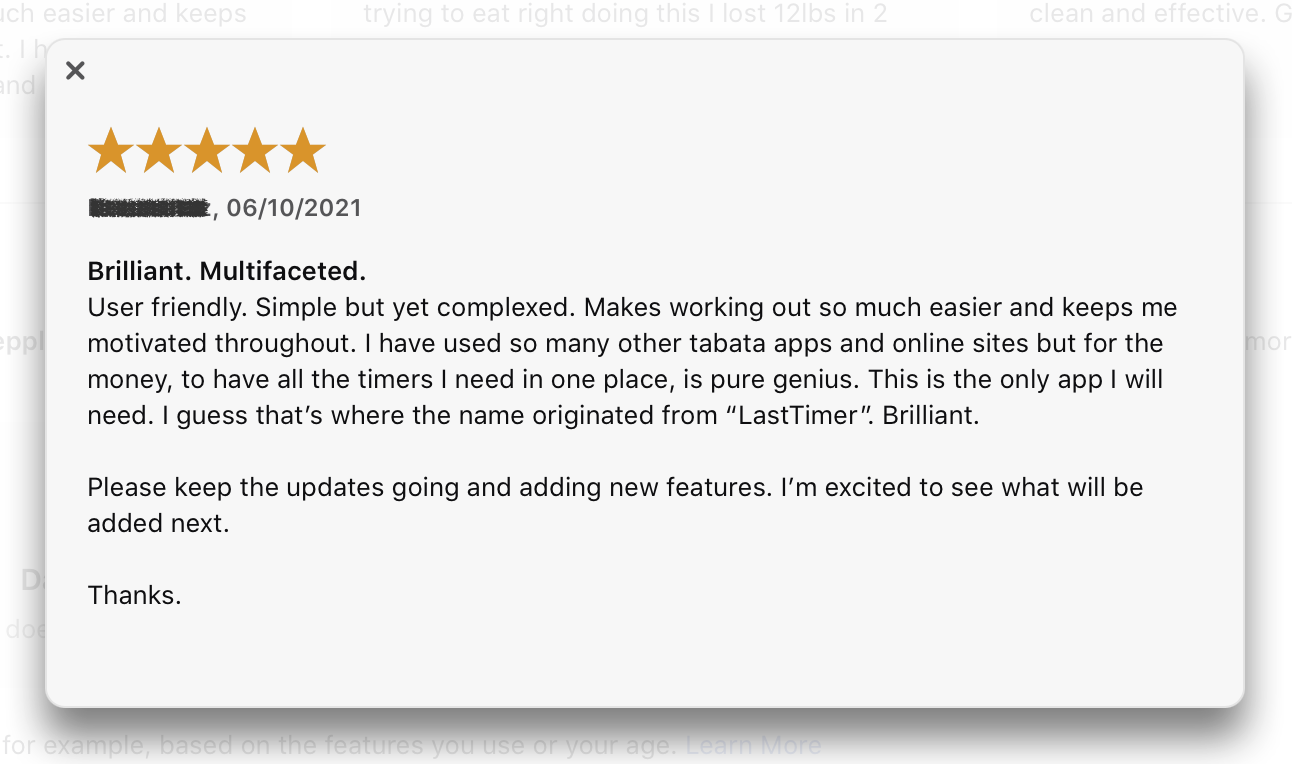 uch easier and keeps
trying to eat right doing this I lost 12lbs in 2
clean and effective. G
t. I h
and
, 06/10/2021
Brilliant. Multifaceted.
User friendly. Simple but yet complexed. Makes working out so much easier and keeps me
motivated throughout. I have used so many other tabata apps and online sites but for the
money, to have all the timers I need in one place, is pure genius. This is the only app I will
need. I guess that’s where the name originated from “LastTimer”. Brilliant.
Please keep the updates going and adding new features. I’m excited to see what will be
added next.
Thanks.
eppl
mor
Da
doe
for example, based on the features you use or your age. Learn More